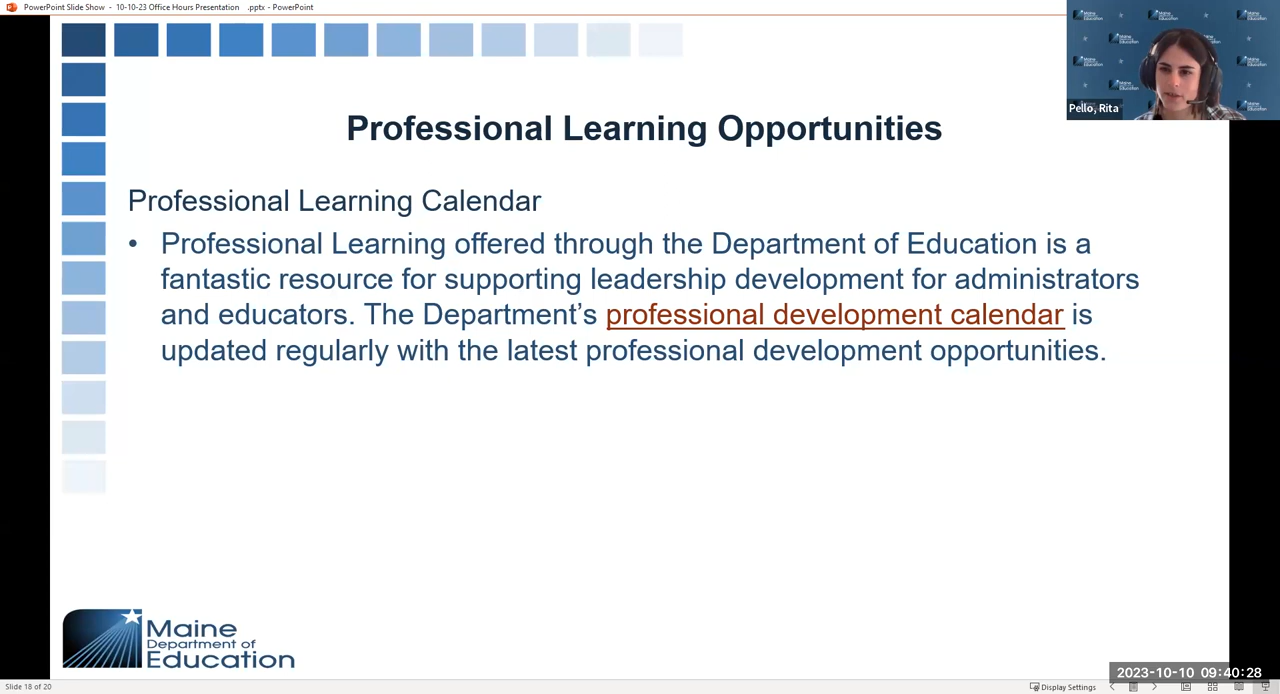 PowerPoint Slide Show - 10-10-23 Office Hours Presentation .pptx - PowerPoint
Pello, Rita
Professional Learning Opportunities
Professional Learning Calendar
• Professional Learning offered through the Department of Education is a
fantastic resource for supporting leadership development for administrators
and educators. The Department’s professional development calendar is
updated regularly with the latest professional development opportunities.
Maine
Department of
Education
2023-10-10 09:40:28
Slide 18 of 20
Display Settings